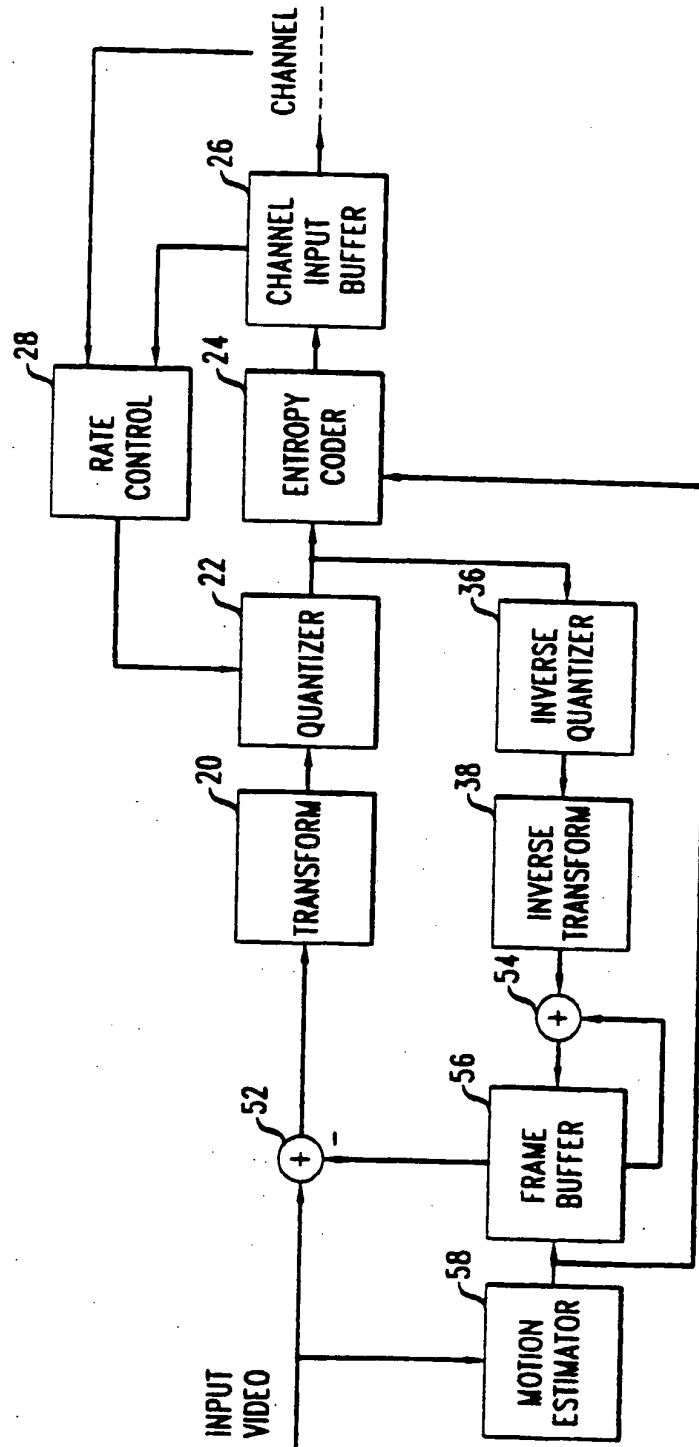 INPUT
VIDEO
52
+
-
20
TRANSFORM
22
QUANTIZER
24
ENTROPY
CODER
26
CHANNEL
INPUT
BUFFER
CHANNEL
28
RATE
CONTROL
58
MOTION
ESTIMATOR
56
FRAME
BUFFER
54
+
38
INVERSE
TRANSFORM
36
INVERSE
QUANTIZER